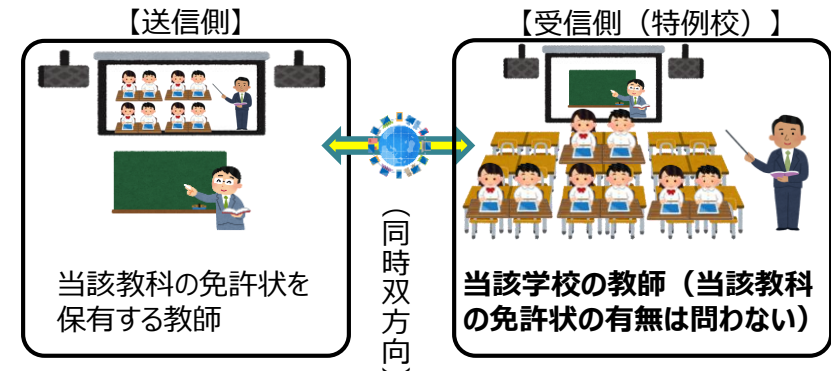 【送信側】
【受信側（特例校）】
（同時双方向）
当該教科の免許状を
保有する教師
当該学校の教師（当該教科
の免許状の有無は問わない）